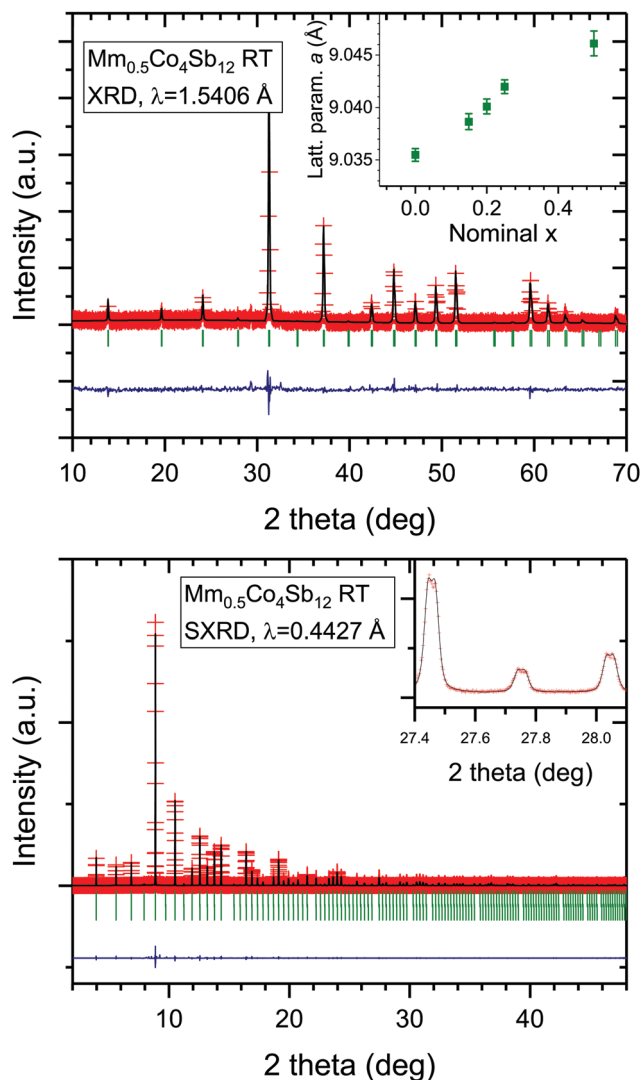 Mm0.5Co4Sb12 RT
XRD, λ=1.5406 Å
Latt. param. a (Å)
9.045
9.040
9.035
0.0 0.2 0.4
Nominal x
Intensity (a.u.)
10 20 30 40 50 60 70
2 theta (deg)
Mm0.5Co4Sb12 RT
SXRD, λ=0.4427 Å
27.4 27.6 27.8 28.0
2 theta (deg)
Intensity (a.u.)
10 20 30 40
2 theta (deg)